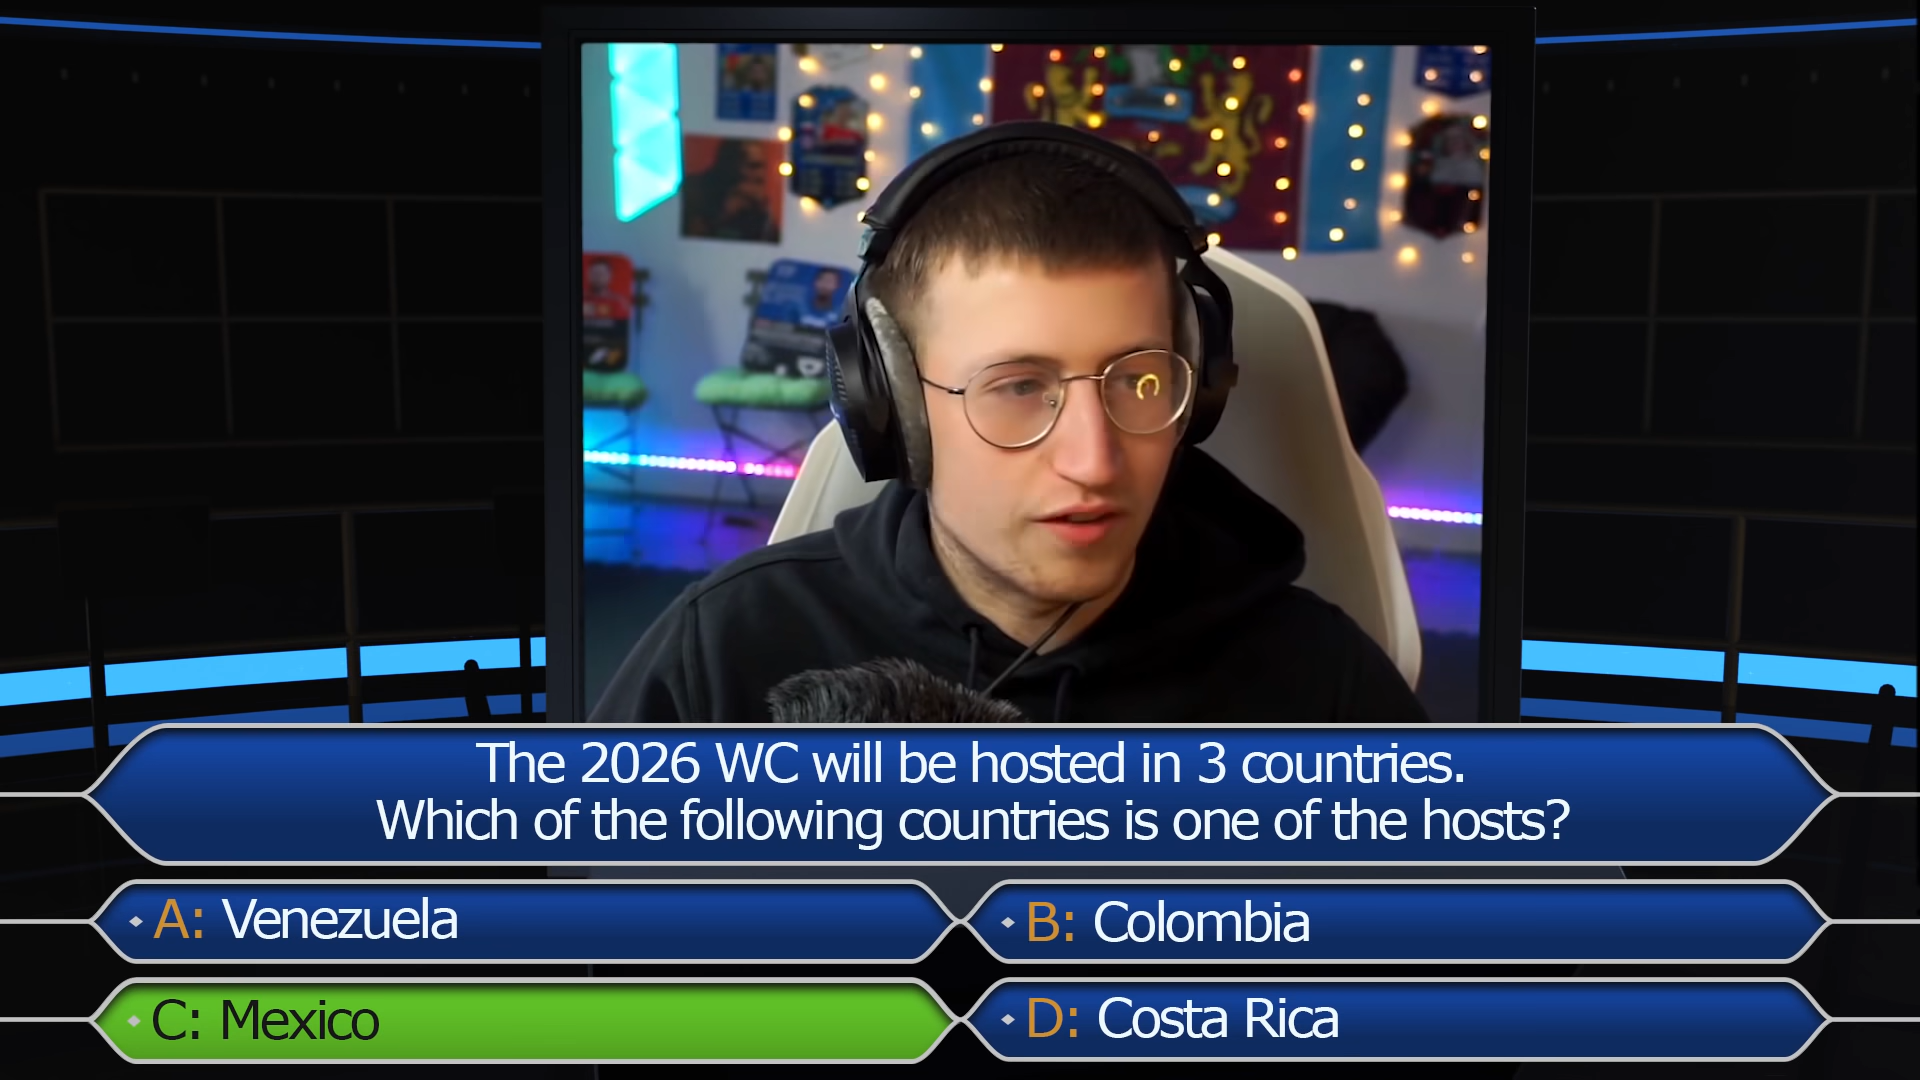 The 2026 WC will be hosted in 3 countries.
Which of the following countries is one of the hosts?
A: Venezuela
B: Colombia
C: Mexico
D: Costa Rica